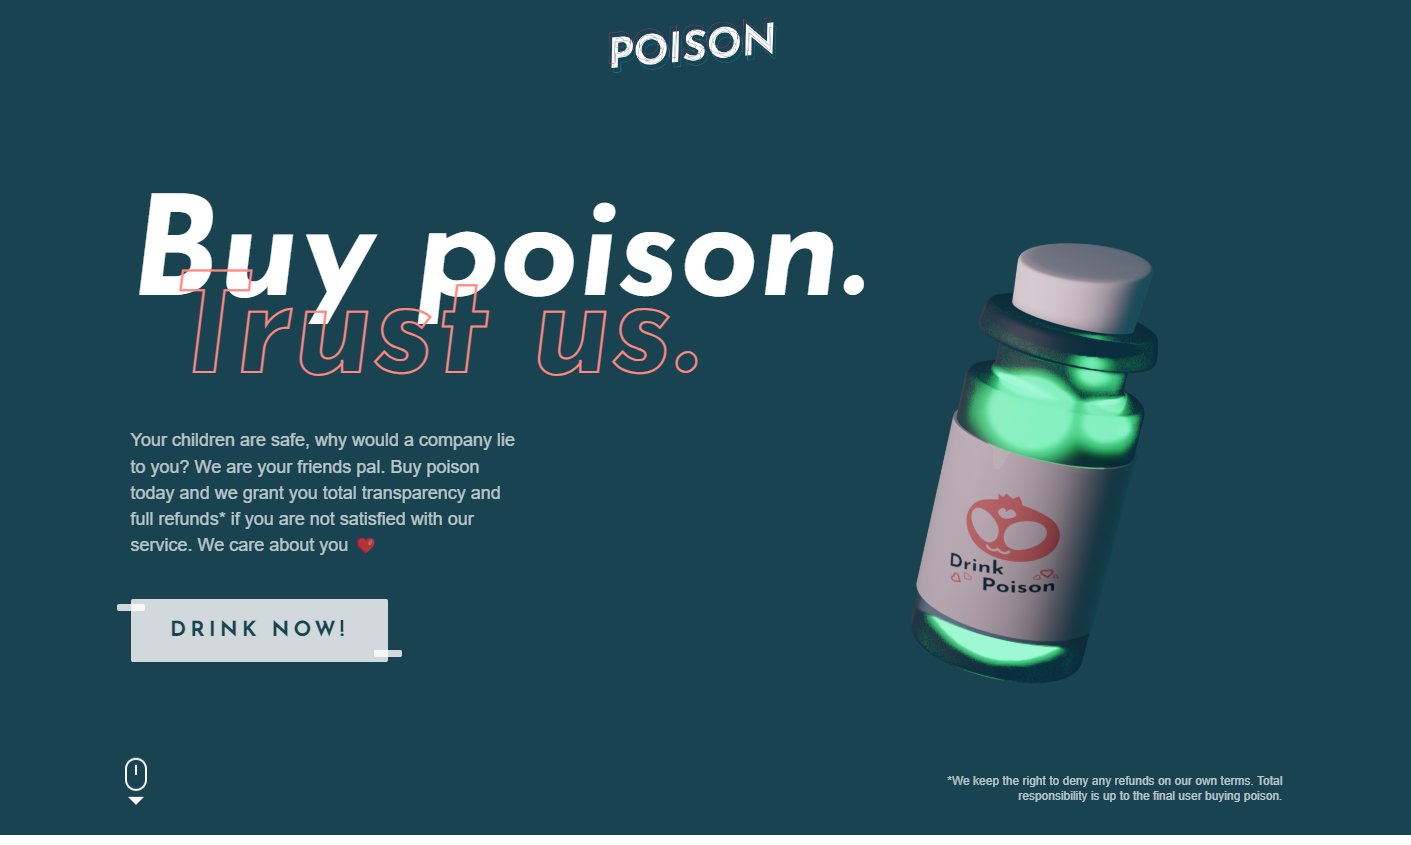 POISON
Buy poison.
Trust us.
Your children are safe, why would a company lie
to you? We are your friends pal. Buy poison
today and we grant you total transparency and
full refunds* if you are not satisfied with our
service. We care about you ❤️
DRINK NOW!
Drink
Poison
*We keep the right to deny any refunds on our own terms. Total
responsibility is up to the final user buying poison.